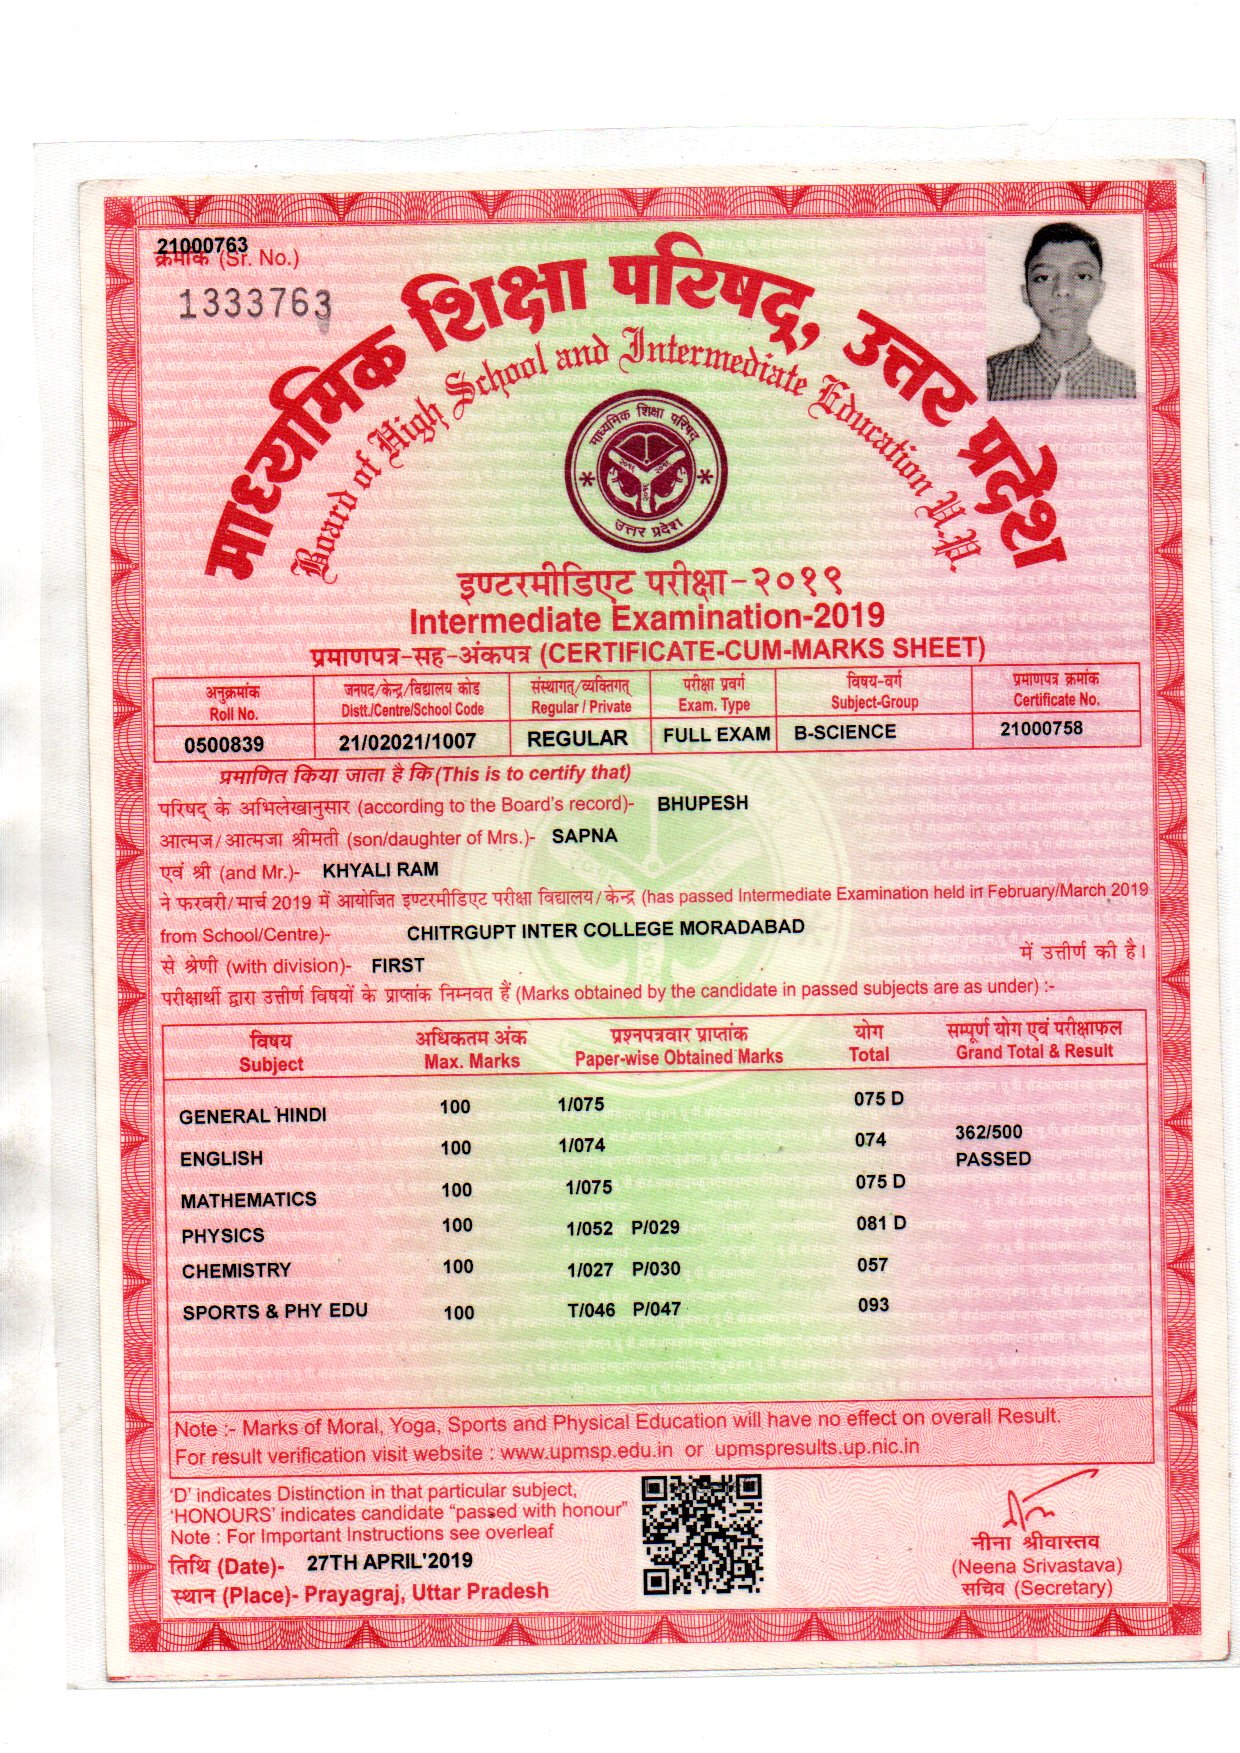 21000763
क्रमांक (Sr. No.)
1333763
माध्यमिक शिक्षा परिषद्, उत्तर प्रदेश
Board of High School and Intermediate Education U.P.
माध्यमिक शिक्षा परिषद्
उत्तर प्रदेश
इण्टरमीडिएट परीक्षा-२०१९
Intermediate Examination-2019
प्रमाणपत्र-सह-अंकपत्र (CERTIFICATE-CUM-MARKS SHEET)
अनुक्रमांक जनपद/केन्द्र/विद्यालय कोड संस्थागत्/व्यक्तिगत् परीक्षा प्रवर्ग विषय-वर्ग प्रमाणपत्र क्रमांक
Roll No. Distt./Centre/School Code Regular / Private Exam. Type Subject-Group Certificate No.
0500839 21/02021/1007 REGULAR FULL EXAM B-SCIENCE 21000758
प्रमाणित किया जाता है कि (This is to certify that)
परिषद् के अभिलेखानुसार (according to the Board's record)- BHUPESH
आत्मज/आत्मजा श्रीमती (son/daughter of Mrs.)- SAPNA
एवं श्री (and Mr.)- KHYALI RAM
ने फरवरी/मार्च 2019 में आयोजित इण्टरमीडिएट परीक्षा विद्यालय/केन्द्र (has passed Intermediate Examination held in February/March 2019
from School/Centre)- CHITRGUPT INTER COLLEGE MORADABAD
से श्रेणी (with division)- FIRST में उत्तीर्ण की है।
परीक्षार्थी द्वारा उत्तीर्ण विषयों के प्राप्तांक निम्नवत हैं (Marks obtained by the candidate in passed subjects are as under) :-
विषय अधिकतम अंक प्रश्नपत्रवार प्राप्तांक योग सम्पूर्ण योग एवं परीक्षाफल
Subject Max. Marks Paper-wise Obtained Marks Total Grand Total & Result
GENERAL HINDI 100 1/075 075 D
ENGLISH 100 1/074 074 362/500
PASSED
MATHEMATICS 100 1/075 075 D
PHYSICS 100 1/052 P/029 081 D
CHEMISTRY 100 1/027 P/030 057
SPORTS & PHY EDU 100 T/046 P/047 093
Note :- Marks of Moral, Yoga, Sports and Physical Education will have no effect on overall Result.
For result verification visit website : www.upmsp.edu.in or upmspresults.up.nic.in
'D' indicates Distinction in that particular subject,
'HONOURS' indicates candidate "passed with honour"
Note : For Important Instructions see overleaf
तिथि (Date)- 27TH APRIL'2019
स्थान (Place)- Prayagraj, Uttar Pradesh
नीना श्रीवास्तव
(Neena Srivastava)
सचिव (Secretary)